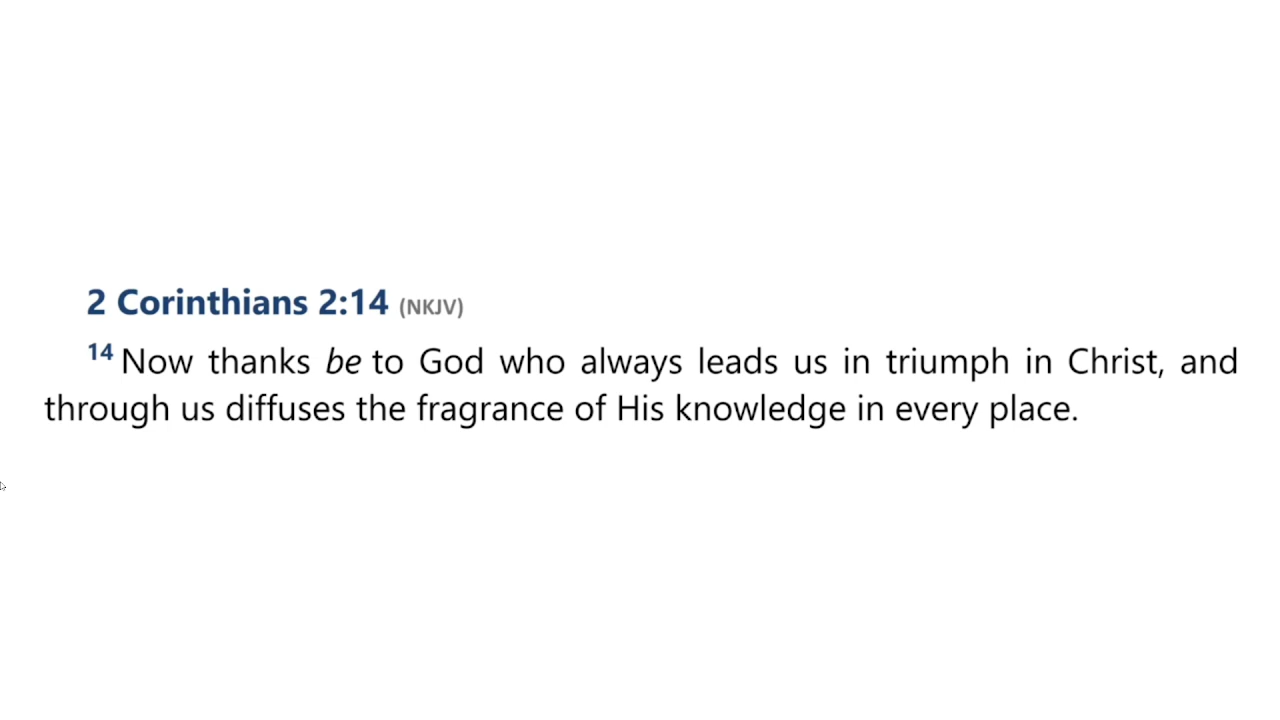 2 Corinthians 2:14 (NKJV)
14 Now thanks be to God who always leads us in triumph in Christ, and
through us diffuses the fragrance of His knowledge in every place.